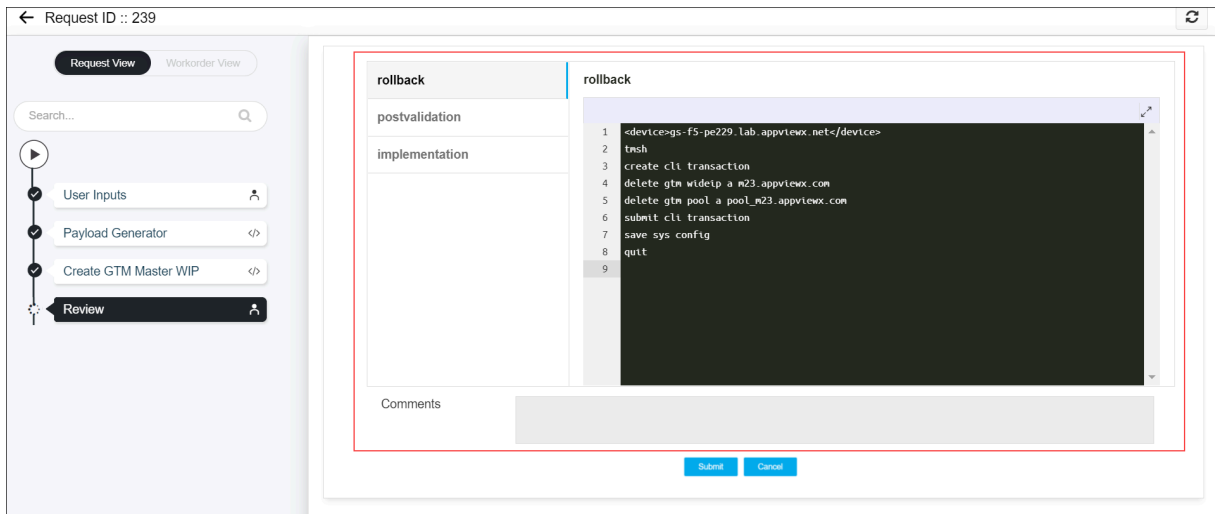 Request ID :: 239
Request View
Workorder View
Search...
User Inputs
Payload Generator
Create GTM Master WIP
Review
rollback
postvalidation
implementation
rollback
1 <device>gs-f5-pe229.lab.appviewx.net</device>
2 tmsh
3 create cli transaction
4 delete gtm wideip a m23.appviewx.com
5 delete gtm pool a pool_m23.appviewx.com
6 submit cli transaction
7 save sys config
8 quit
9
Comments
Submit
Cancel